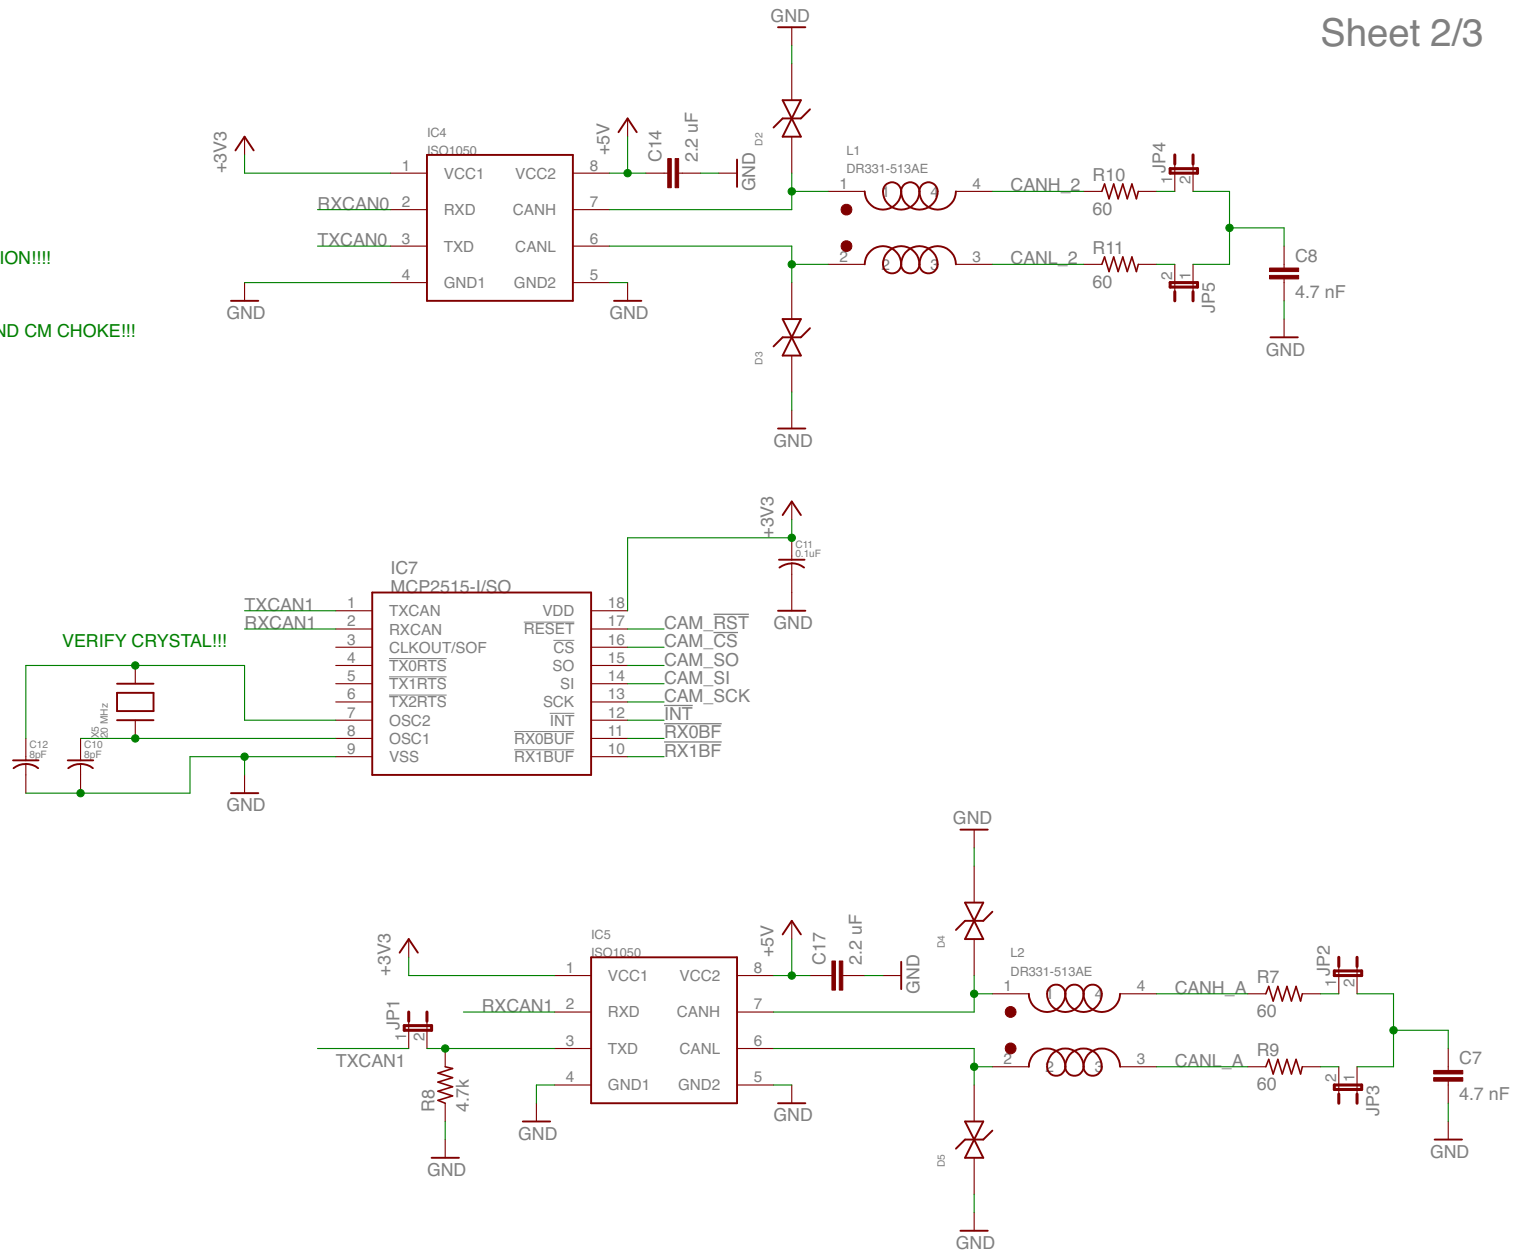 Sheet 2/3
GND
D2
+3V3
IC4
ISO1050
+5V
C14
2.2 uF
GND
L1
DR331-513AE
JP4
1 VCC1 VCC2 8
RXCAN0 2 RXD CANH 7
TXCAN0 3 TXD CANL 6
4 GND1 GND2 5
GND
GND
1 1 4 4 CANH_2 R10 1 2
60
2 2 3 3 CANL_2 R11 2 1
60
JP5
C8
4.7 nF
GND
D3
GND
ION!!!!
ND CM CHOKE!!!
+3V3
C11
0.1uF
GND
IC7
MCP2515-I/SO
TXCAN1 1 TXCAN VDD 18
RXCAN1 2 RXCAN RESET 17 CAM_RST
3 CLKOUT/SOF CS 16 CAM_CS
4 TX0RTS SO 15 CAM_SO
5 TX1RTS SI 14 CAM_SI
6 TX2RTS SCK 13 CAM_SCK
7 OSC2 INT 12 INT
8 OSC1 RX0BUF 11 RX0BF
9 VSS RX1BUF 10 RX1BF
VERIFY CRYSTAL!!!
X5
20 MHz
C12
8pF
C10
8pF
GND
GND
D4
+3V3
IC5
ISO1050
+5V
C17
2.2 uF
GND
L2
DR331-513AE
JP2
1 VCC1 VCC2 8
RXCAN1 2 RXD CANH 7
3 TXD CANL 6
4 GND1 GND2 5
JP1
1 2
TXCAN1
R8
4.7k
GND
GND
GND
1 1 4 4 CANH_A R7 1 2
60
2 2 3 3 CANL_A R9 2 1
60
JP3
C7
4.7 nF
GND
D5
GND